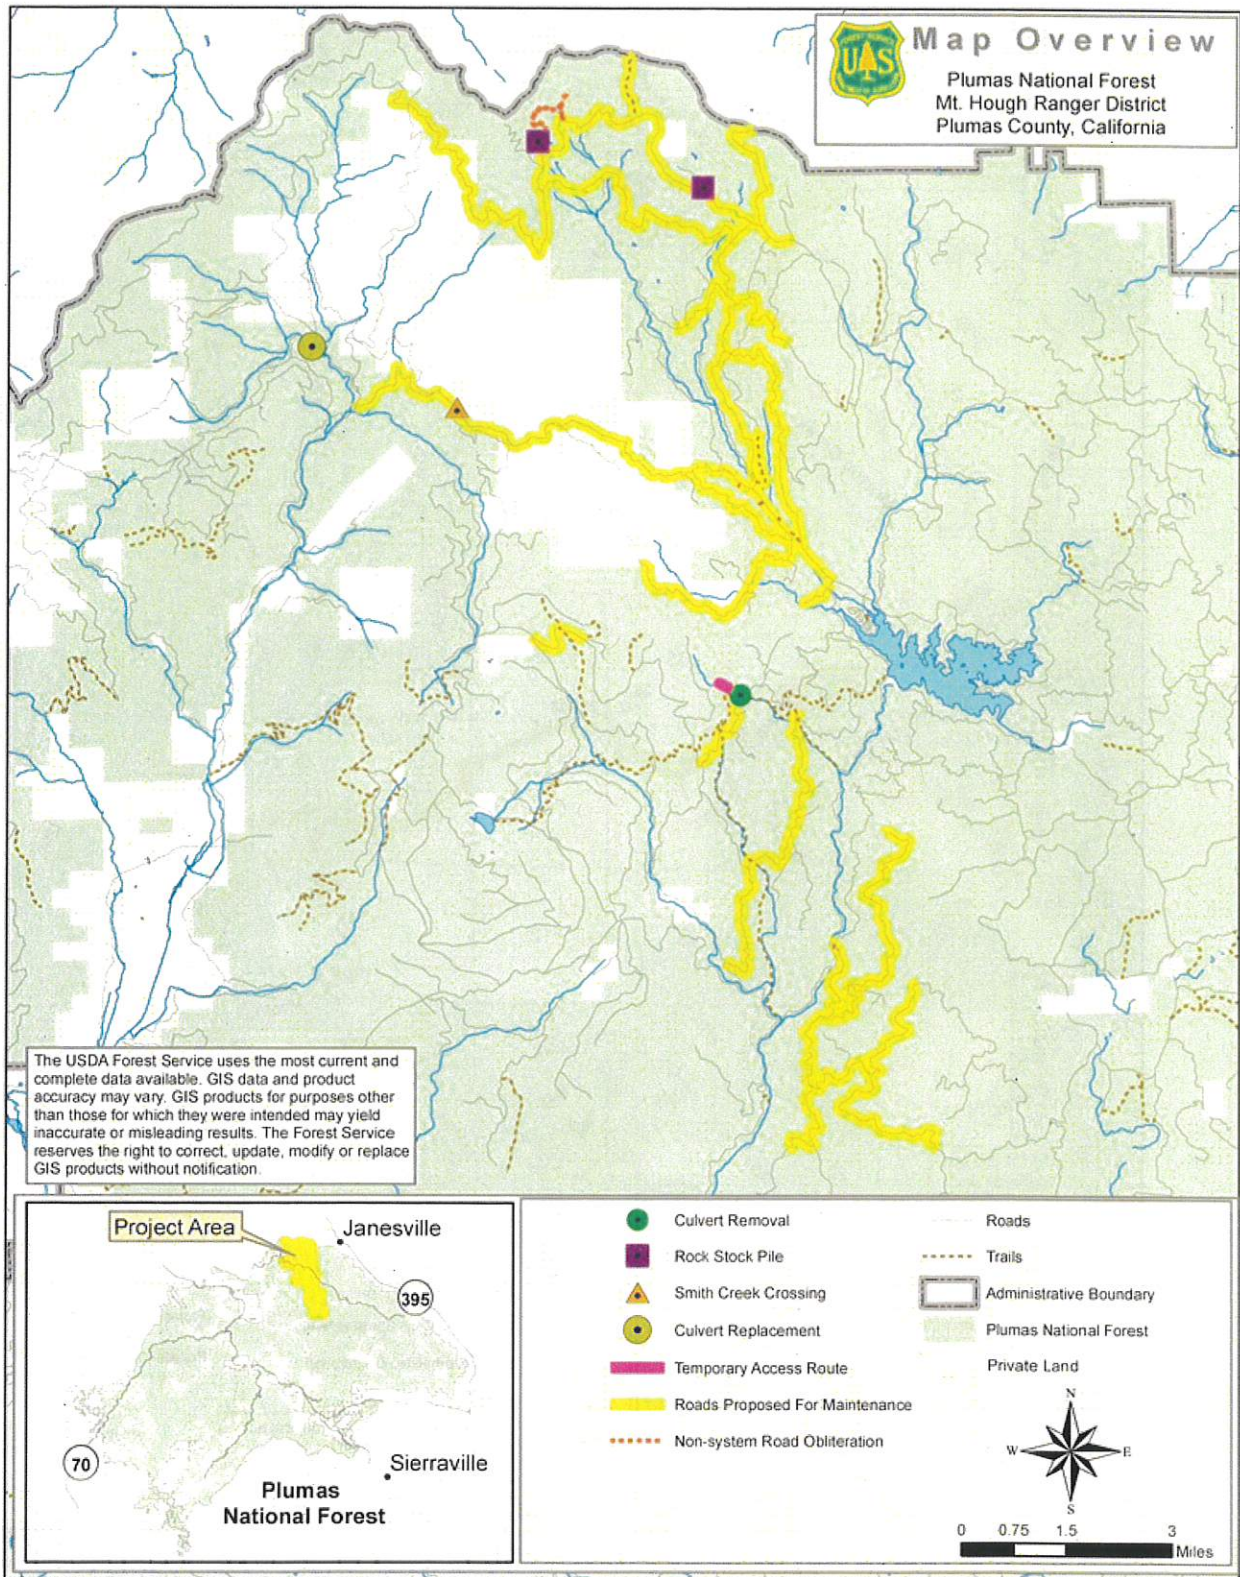 Map Overview
Plumas National Forest
Mt. Hough Ranger District
Plumas County, California
UAS
The USDA Forest Service uses the most current and
complete data available. GIS data and product
accuracy may vary. GIS products for purposes other
than those for which they were intended may yield
inaccurate or misleading results. The Forest Service
reserves the right to correct, update, modify or replace
GIS products without notification.
Project Area
Janesville
395
70
Sierraville
Plumas
National Forest
Culvert Removal
Rock Stock Pile
Smith Creek Crossing
Culvert Replacement
Temporary Access Route
Roads Proposed For Maintenance
Non-system Road Obliteration
Roads
Trails
Administrative Boundary
Plumas National Forest
Private Land
N
W
E
S
0 0.75 1.5 3
Miles